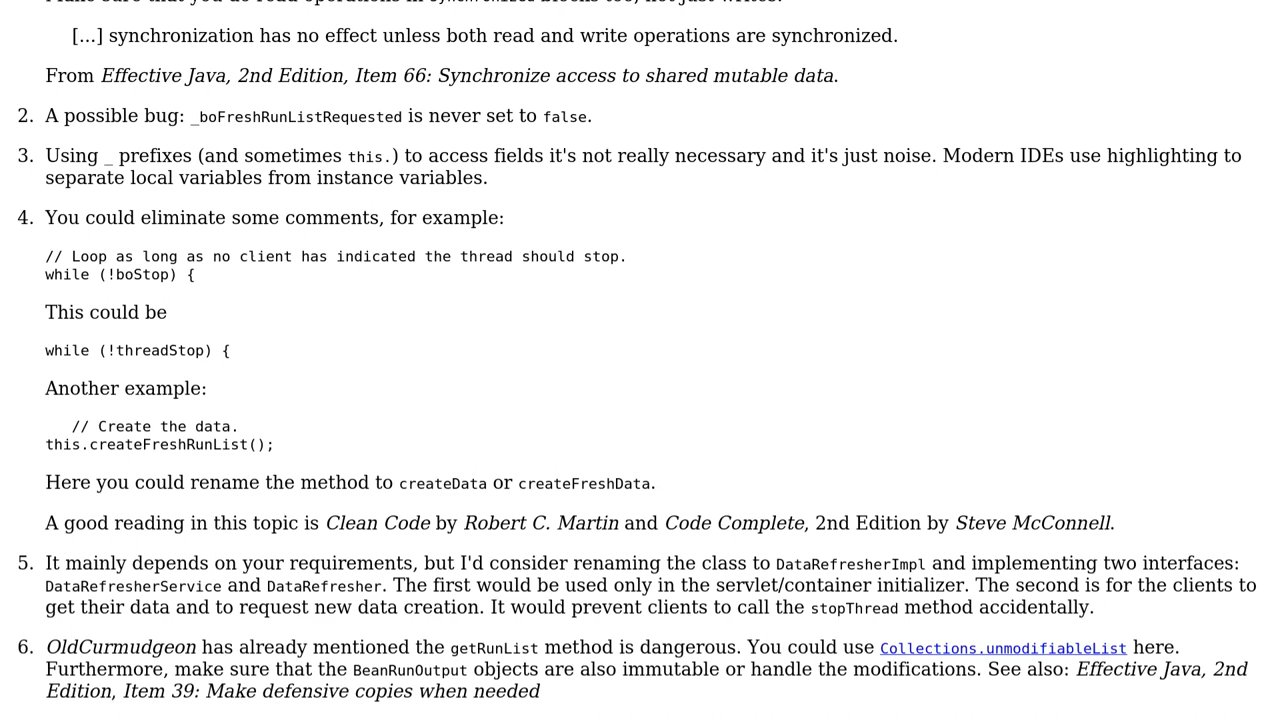 [...] synchronization has no effect unless both read and write operations are synchronized.
From Effective Java, 2nd Edition, Item 66: Synchronize access to shared mutable data.
2. A possible bug: _boFreshRunListRequested is never set to false.
3. Using _ prefixes (and sometimes this.) to access fields it's not really necessary and it's just noise. Modern IDEs use highlighting to
separate local variables from instance variables.
4. You could eliminate some comments, for example:
// Loop as long as no client has indicated the thread should stop.
while (!boStop) {
This could be
while (!threadStop) {
Another example:
// Create the data.
this.createFreshRunList();
Here you could rename the method to createData or createFreshData.
A good reading in this topic is Clean Code by Robert C. Martin and Code Complete, 2nd Edition by Steve McConnell.
5. It mainly depends on your requirements, but I'd consider renaming the class to DataRefresherImpl and implementing two interfaces:
DataRefresherService and DataRefresher. The first would be used only in the servlet/container initializer. The second is for the clients to
get their data and to request new data creation. It would prevent clients to call the stopThread method accidentally.
6. OldCurmudgeon has already mentioned the getRunList method is dangerous. You could use Collections.unmodifiableList here.
Furthermore, make sure that the BeanRunOutput objects are also immutable or handle the modifications. See also: Effective Java, 2nd
Edition, Item 39: Make defensive copies when needed